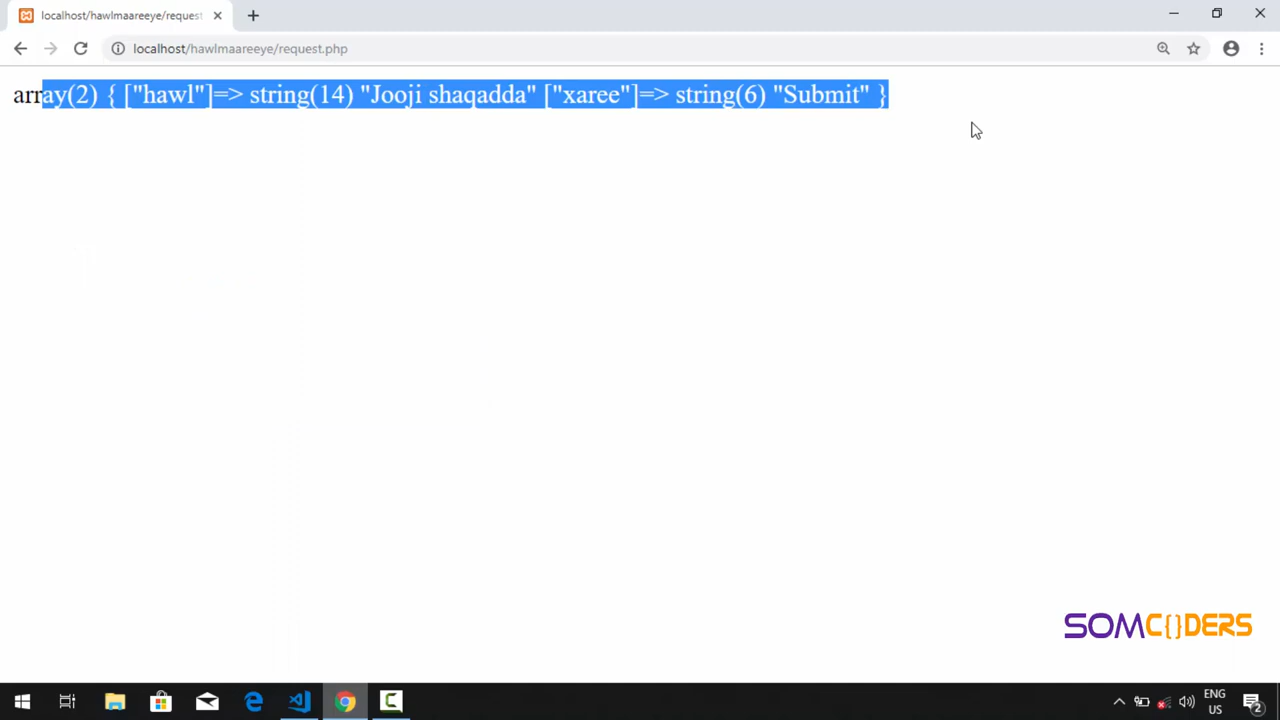 localhost/hawlmaareeye/request
localhost/hawlmaareeye/request.php
array(2) { ["hawl"]=> string(14) "Jooji shaqadda" ["xaree"]=> string(6) "Submit" }
SOMC{}DERS
ENG
US
2